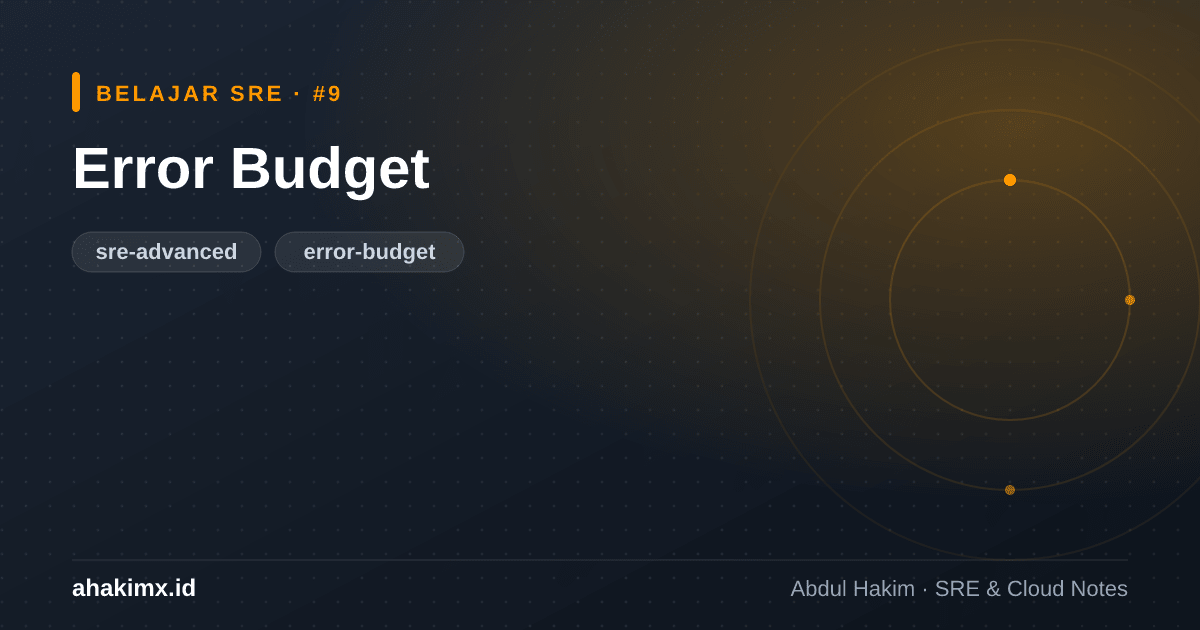 BELAJAR SRE · #9
Error Budget
sre-advanced error-budget
ahakimx.id
Abdul Hakim · SRE & Cloud Notes